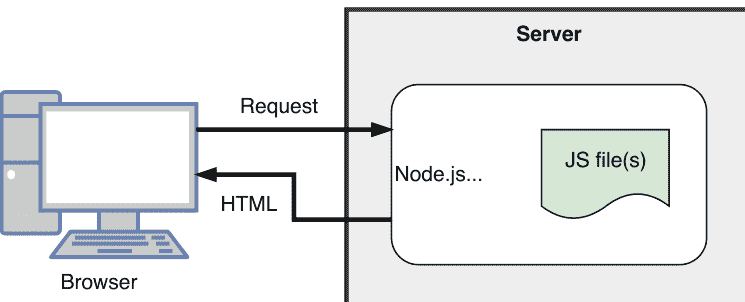 Server
Request
Node.js...
JS file(s)
HTML
Browser